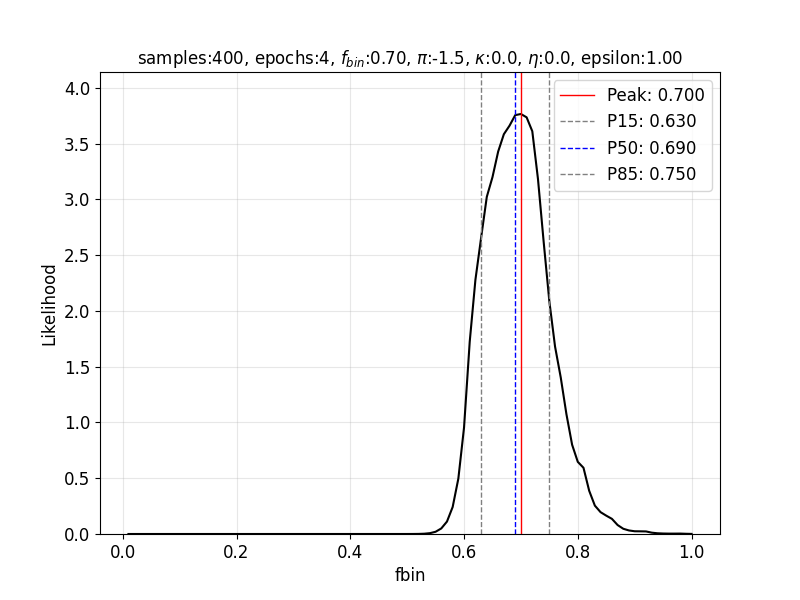 samples:400, epochs:4, f_bin:0.70, π:-1.5, κ:0.0, η:0.0, epsilon:1.00
Peak: 0.700
P15: 0.630
P50: 0.690
P85: 0.750
4.0
3.5
3.0
2.5
2.0
1.5
1.0
0.5
0.0
Likelihood
0.0 0.2 0.4 0.6 0.8 1.0
fbin